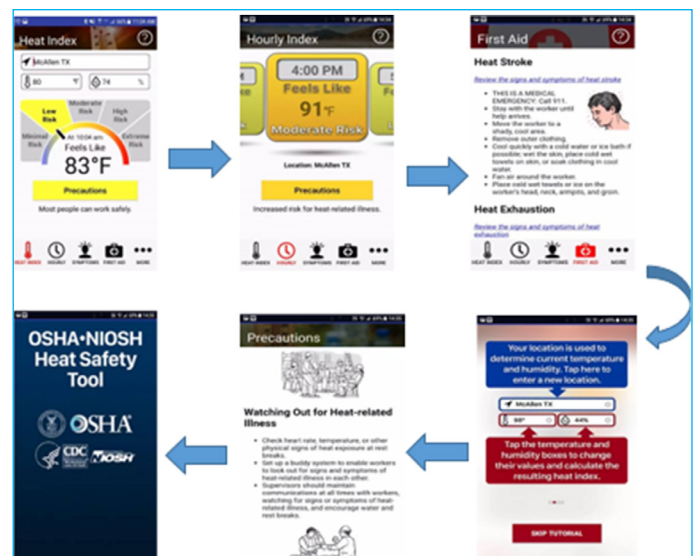 Heat Index
?
McAllen TX
80 °F
74 %
Minimal Risk
Low Risk
Moderate Risk
High Risk
Extreme Risk
At 10:04 am
Feels Like
83°F
Precautions
Most people can work safely.
HEAT INDEX HOURLY SYMPTOMS FIRST AID MORE
Hourly Index
?
4:00 PM
Feels Like
91°F
Moderate Risk
Location: McAllen TX
Precautions
Increased risk for heat-related illness.
HEAT INDEX HOURLY SYMPTOMS FIRST AID MORE
First Aid
?
Heat Stroke
Review the signs and symptoms of heat stroke
• THIS IS A MEDICAL
EMERGENCY: Call 911.
• Stay with the worker until
help arrives.
• Move the worker to a
shady, cool area.
• Remove outer clothing.
• Cool quickly with a cold water or ice bath if
possible; wet the skin, place cold wet
towels on skin, or soak clothing in cool
water.
• Fan air around the worker.
• Place cold wet towels or ice on the
worker's head, neck, armpits, and groin.
Heat Exhaustion
Review the signs and symptoms of heat
exhaustion
HEAT INDEX HOURLY SYMPTOMS FIRST AID MORE
OSHA•NIOSH
Heat Safety
Tool
OSHA
CDC NIOSH
Precautions
Watching Out for Heat-related
Illness
• Check heart rate, temperature, or other
physical signs of heat exposure at rest
breaks.
• Set up a buddy system to enable workers
to look out for signs and symptoms of
heat-related illness in each other.
• Supervisors should maintain
communications at all times with workers,
watching for signs or symptoms of heat-
related illness, and encourage water and
rest breaks.
Your location is used to
determine current temperature
and humidity. Tap here to
enter a new location.
McAllen TX
98°
44%
Tap the temperature and
humidity boxes to change
their values and calculate the
resulting heat index.
SKIP TUTORIAL